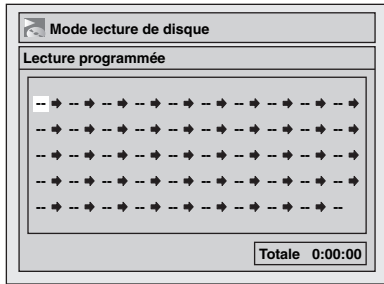 Mode lecture de disque
Lecture programmée
-- ➔ -- ➔ -- ➔ -- ➔ -- ➔ -- ➔ -- ➔ -- ➔ -- ➔ -- ➔
-- ➔ -- ➔ -- ➔ -- ➔ -- ➔ -- ➔ -- ➔ -- ➔ -- ➔ -- ➔
-- ➔ -- ➔ -- ➔ -- ➔ -- ➔ -- ➔ -- ➔ -- ➔ -- ➔ -- ➔
-- ➔ -- ➔ -- ➔ -- ➔ -- ➔ -- ➔ -- ➔ -- ➔ -- ➔ -- ➔
-- ➔ -- ➔ -- ➔ -- ➔ -- ➔ -- ➔ -- ➔ -- ➔ -- ➔ --
Totale 0:00:00